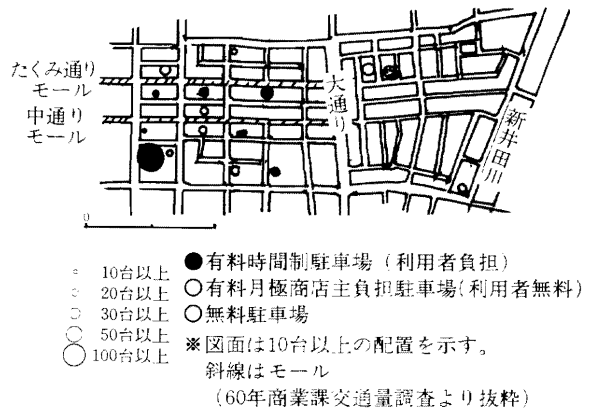 たくみ通り
モール
中通り
モール
大通り
新井田川
0
10台以上
20台以上
30台以上
50台以上
100台以上
●有料時間制駐車場(利用者負担)
○有料月極商店主負担駐車場(利用者無料)
○無料駐車場
※図面は10台以上の配置を示す。
斜線はモール
(60年商業課交通量調査より抜粋)